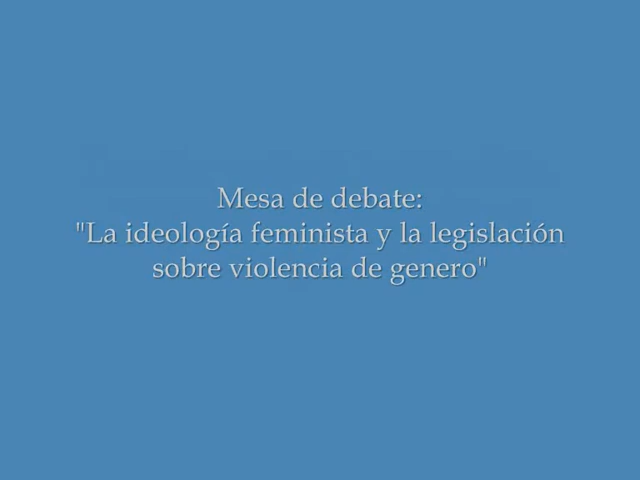 Mesa de debate:
"La ideología feminista y la legislación
sobre violencia de genero"